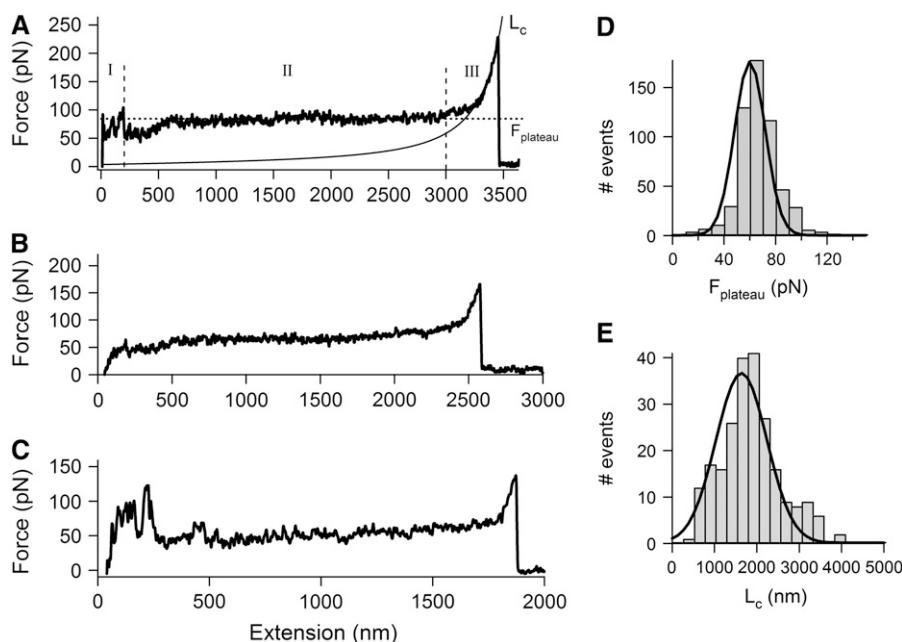 A
Force (pN)
250
200
150
100
50
0
I
II
III
L_c
F_plateau
0 500 1000 1500 2000 2500 3000 3500
B
Force (pN)
200
150
100
50
0
0 500 1000 1500 2000 2500 3000
C
Force (pN)
150
100
50
0
0 500 1000 1500 2000
Extension (nm)
D
# events
150
100
50
0
0 40 80 120
F_plateau (pN)
E
# events
40
30
20
10
0
0 1000 2000 3000 4000 5000
L_c (nm)